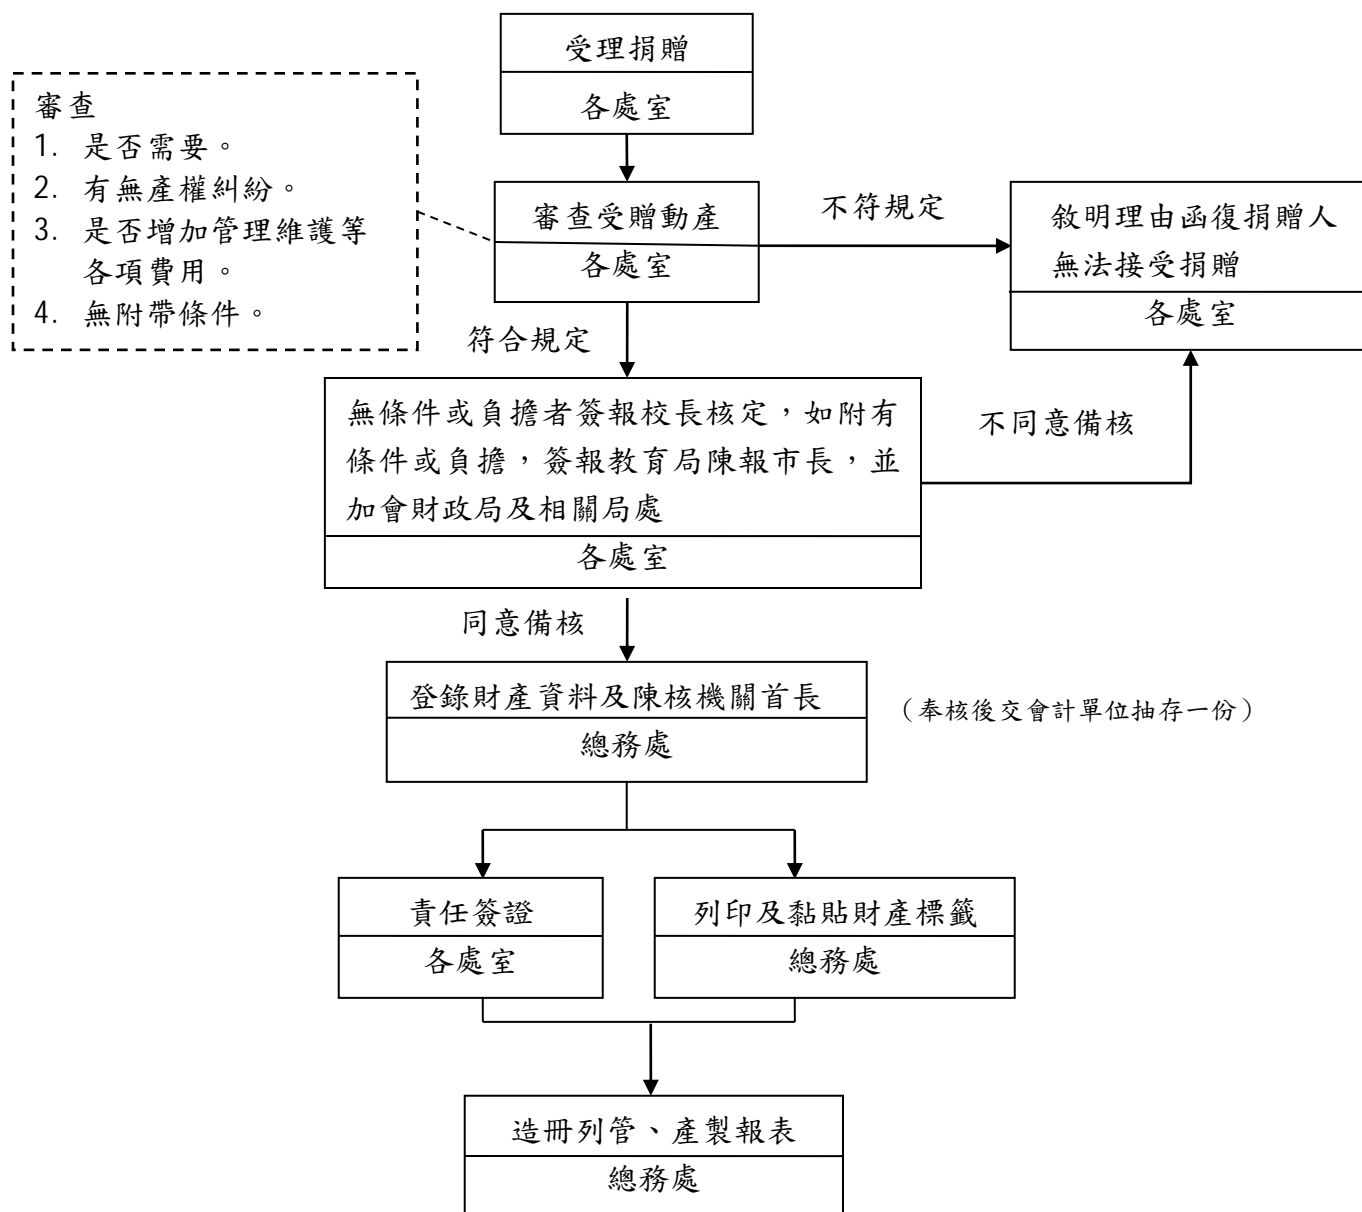 受理捐贈
各處室
審查
1. 是否需要。
2. 有無產權糾紛。
3. 是否增加管理維護等
各項費用。
4. 無附帶條件。
審查受贈動產
各處室
不符規定
敘明理由函復捐贈人
無法接受捐贈
各處室
符合規定
無條件或負擔者簽報校長核定，如附有
條件或負擔，簽報教育局陳報市長，並
加會財政局及相關局處
各處室
不同意備核
同意備核
登錄財產資料及陳核機關首長
總務處
（奉核後交會計單位抽存一份）
責任簽證
各處室
列印及黏貼財產標籤
總務處
造冊列管、產製報表
總務處